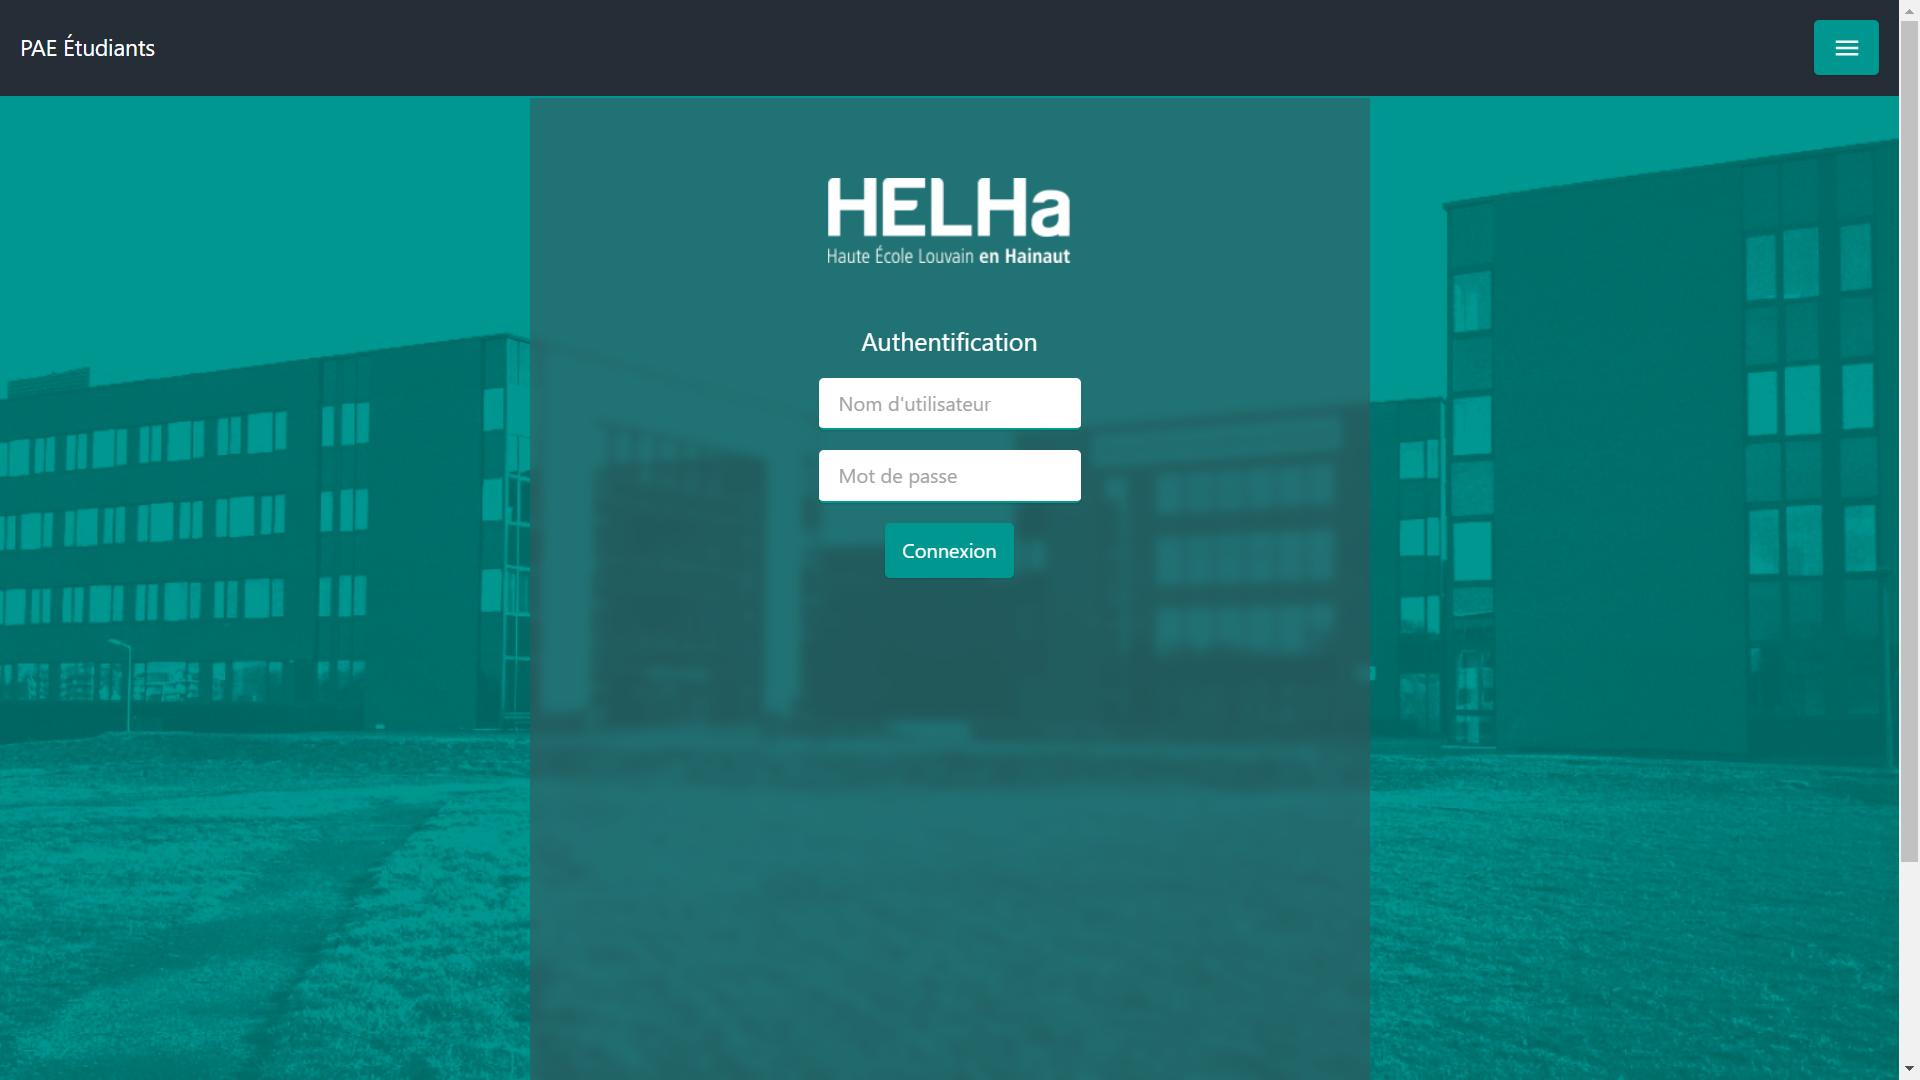 PAE Étudiants
HELHa
Haute École Louvain en Hainaut
Authentification
Nom d'utilisateur
Mot de passe
Connexion